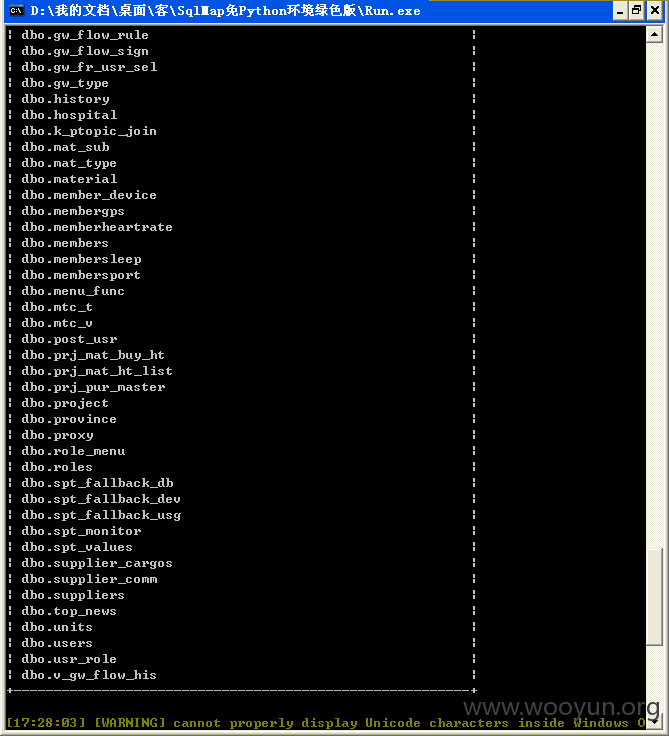 D:\我的文档\桌面\客\SqlMap免Python环境绿色版\Run.exe
| dbo.gw_flow_rule |
| dbo.gw_flow_sign |
| dbo.gw_fr_usr_sel |
| dbo.gw_type |
| dbo.history |
| dbo.hospital |
| dbo.k_ptopic_join |
| dbo.mat_sub |
| dbo.mat_type |
| dbo.material |
| dbo.member_device |
| dbo.membergps |
| dbo.memberheartrate |
| dbo.members |
| dbo.membersleep |
| dbo.membersport |
| dbo.menu_func |
| dbo.mtc_t |
| dbo.mtc_v |
| dbo.post_usr |
| dbo.prj_mat_buy_ht |
| dbo.prj_mat_ht_list |
| dbo.prj_pur_master |
| dbo.project |
| dbo.province |
| dbo.proxy |
| dbo.role_menu |
| dbo.roles |
| dbo.spt_fallback_db |
| dbo.spt_fallback_dev |
| dbo.spt_fallback_usg |
| dbo.spt_monitor |
| dbo.spt_values |
| dbo.supplier_cargos |
| dbo.supplier_comm |
| dbo.suppliers |
| dbo.top_news |
| dbo.units |
| dbo.users |
| dbo.usr_role |
| dbo.v_gw_flow_his |
+---------------------------------------------------------+
www.wooyun.org
[17:28:03] [WARNING] cannot properly display Unicode characters inside Windows O